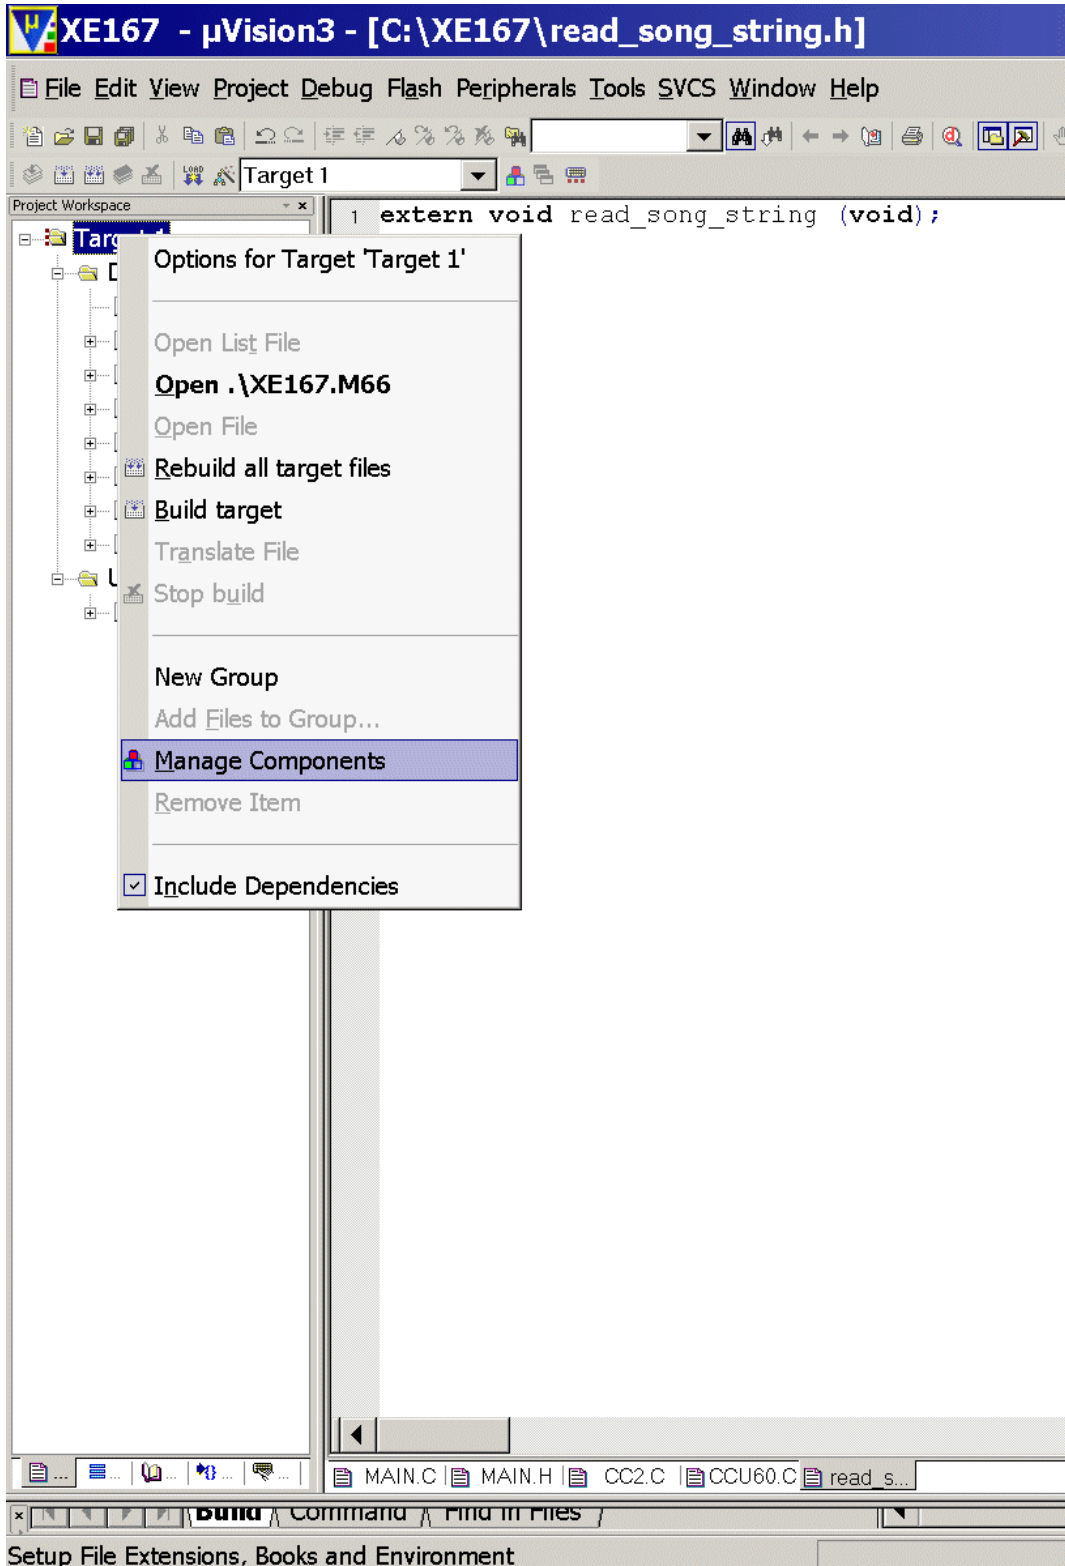 XE167 - µVision3 - [C:\XE167\read_song_string.h]
File Edit View Project Debug Flash Peripherals Tools SVCS Window Help
LOAD Target 1
Project Workspace
1 extern void read_song_string (void);
Options for Target 'Target 1'
Open List File
Open .\XE167.M66
Open File
Rebuild all target files
Build target
Translate File
Stop build
New Group
Add Files to Group...
Manage Components
Remove Item
Include Dependencies
MAIN.C MAIN.H CC2.C CCU60.C read_s...
Build Command Find in Files
Setup File Extensions, Books and Environment